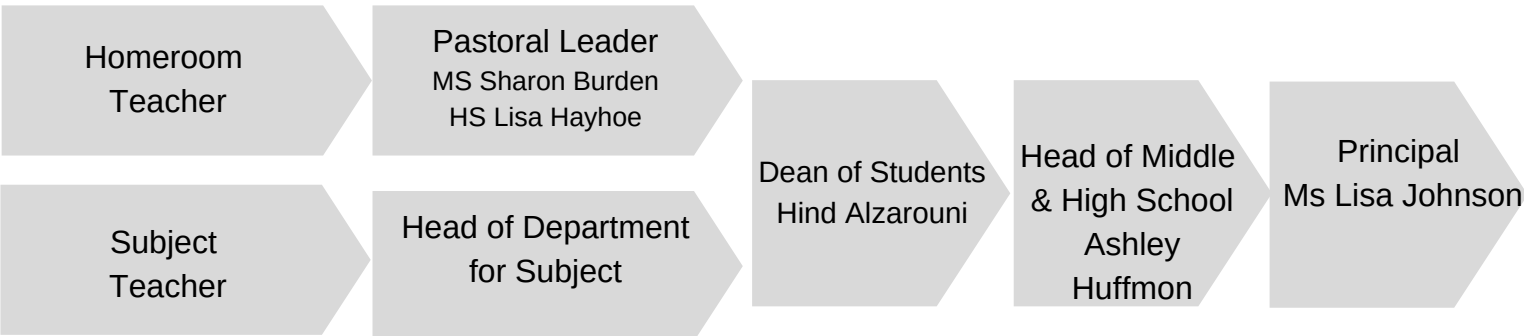 Homeroom
Teacher
Pastoral Leader
MS Sharon Burden
HS Lisa Hayhoe
Subject
Teacher
Head of Department
for Subject
Dean of Students
Hind Alzarouni
Head of Middle
& High School
Ashley
Huffmon
Principal
Ms Lisa Johnson